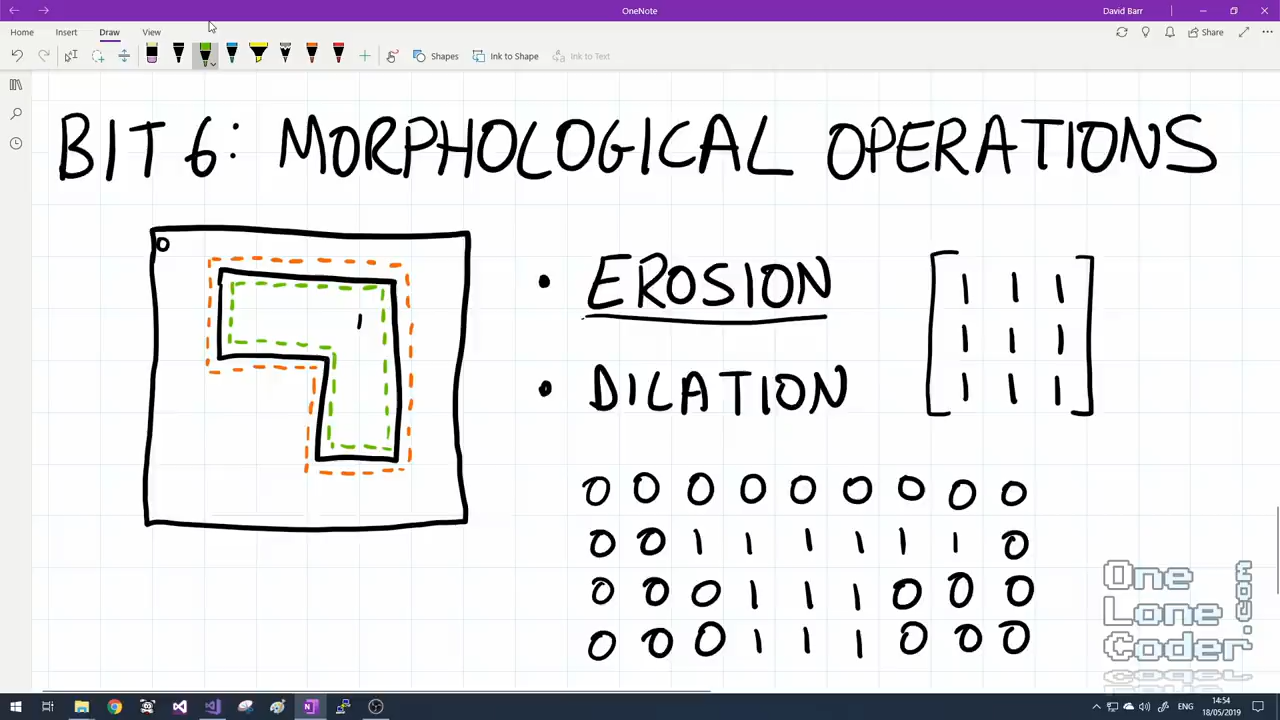 OneNote
David Barr
Home Insert Draw View
Share
Shapes Ink to Shape Ink to Text
BIT 6: MORPHOLOGICAL OPERATIONS
0
1
• EROSION
• DILATION
1 1 1
1 1 1
1 1 1
0 0 0 0 0 0 0 0 0
0 0 1 1 1 1 1 1 0
0 0 0 1 1 1 0 0 0
0 0 0 1 1 1 0 0 0
One
Lone
Coder
.com
ENG
14:54
18/05/2019